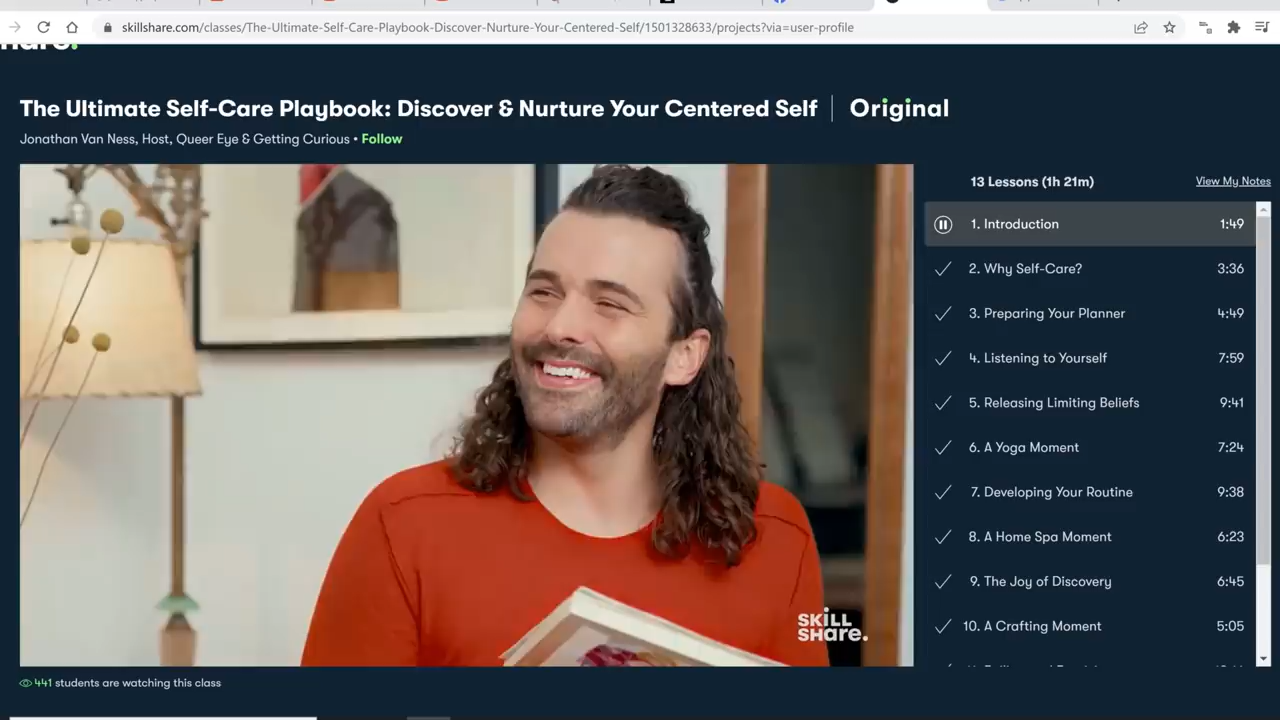 skillshare.com/classes/The-Ultimate-Self-Care-Playbook-Discover-Nurture-Your-Centered-Self/1501328633/projects?via=user-profile
share.
The Ultimate Self-Care Playbook: Discover & Nurture Your Centered Self | Original
Jonathan Van Ness, Host, Queer Eye & Getting Curious • Follow
13 Lessons (1h 21m) View My Notes
1. Introduction 1:49
2. Why Self-Care? 3:36
3. Preparing Your Planner 4:49
4. Listening to Yourself 7:59
5. Releasing Limiting Beliefs 9:41
6. A Yoga Moment 7:24
7. Developing Your Routine 9:38
8. A Home Spa Moment 6:23
9. The Joy of Discovery 6:45
10. A Crafting Moment 5:05
SKiLL
SHare.
441 students are watching this class